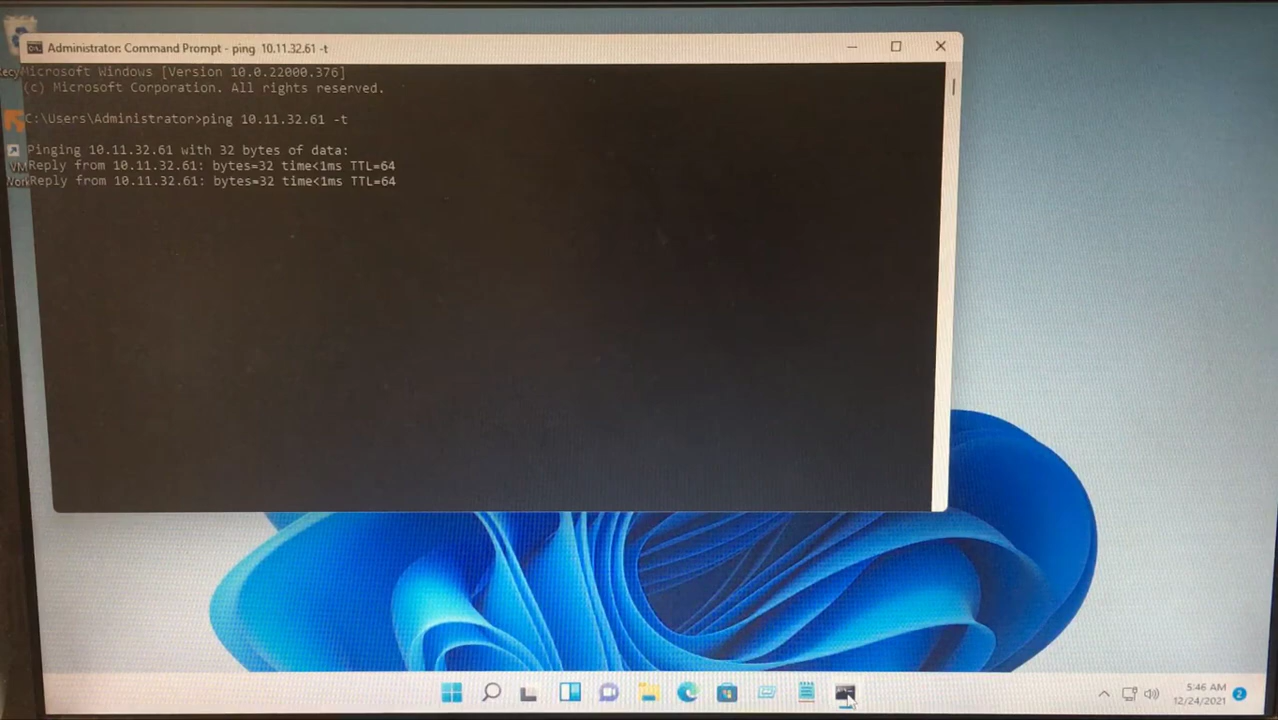 Administrator: Command Prompt - ping 10.11.32.61 -t
Microsoft Windows [Version 10.0.22000.376]
(c) Microsoft Corporation. All rights reserved.
C:\Users\Administrator>ping 10.11.32.61 -t
Pinging 10.11.32.61 with 32 bytes of data:
Reply from 10.11.32.61: bytes=32 time<1ms TTL=64
Reply from 10.11.32.61: bytes=32 time<1ms TTL=64
5:46 AM
12/24/2021
2